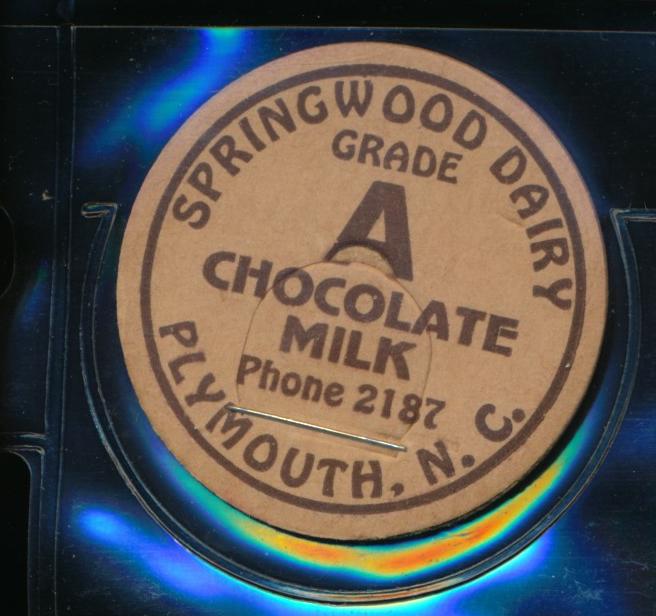 SPRINGWOOD DAIRY
GRADE
A
CHOCOLATE
MILK
Phone 2187
PLYMOUTH, N. C.